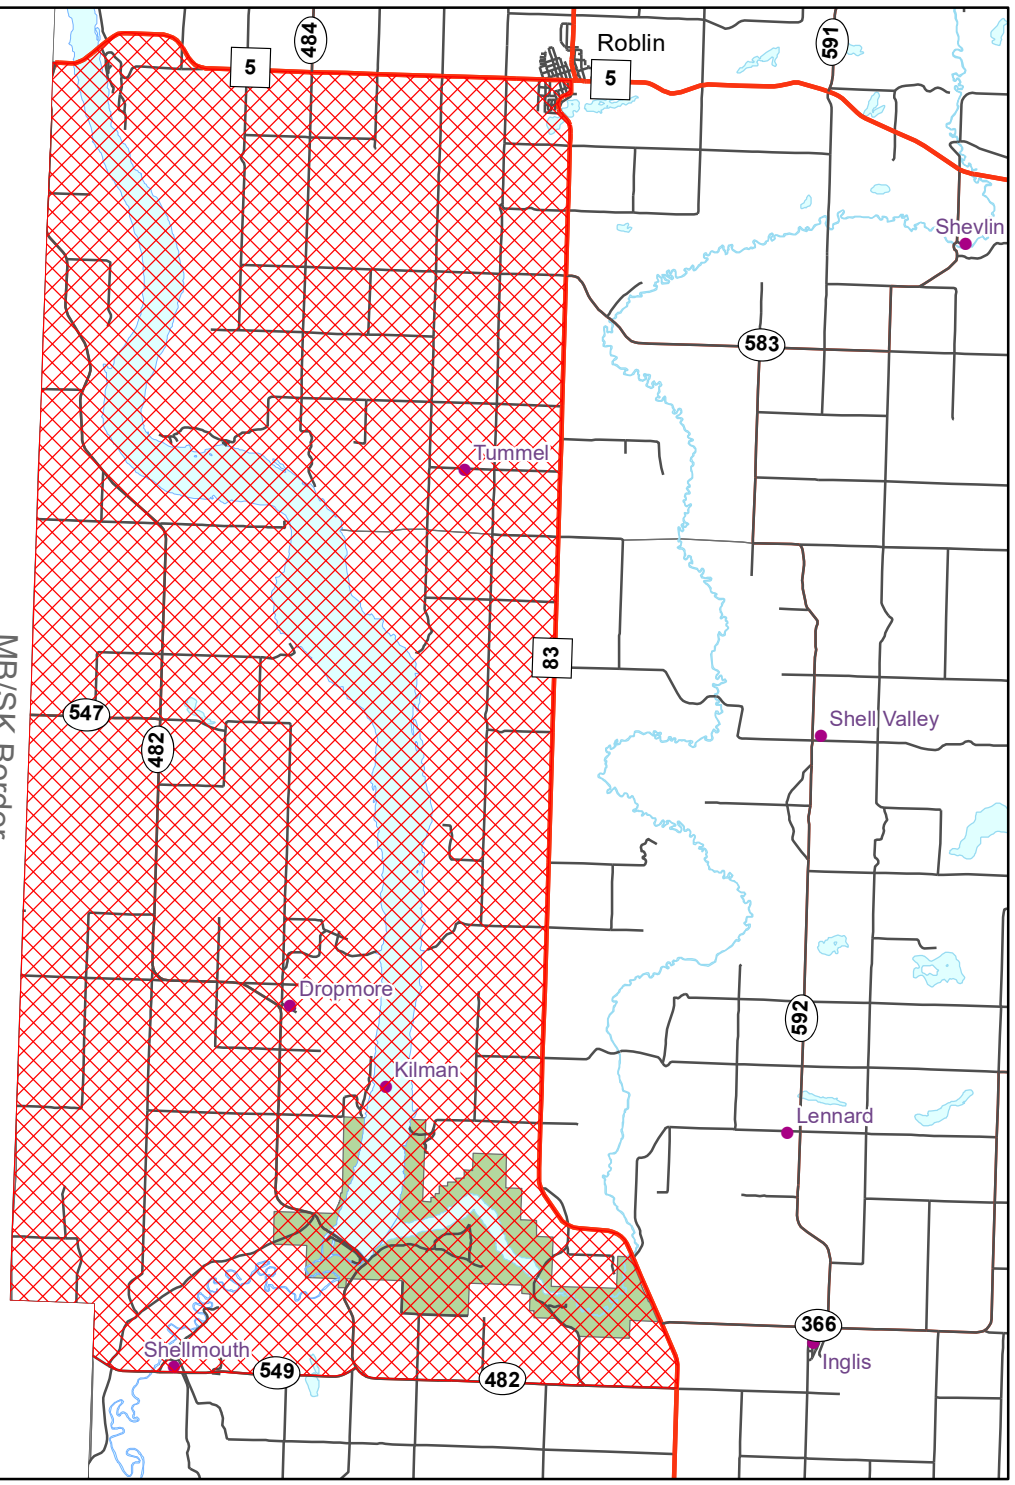 484
591
Roblin
5
5
Shevlin
583
Tummel
MB/SK Border
83
547
482
Shell Valley
Dropmore
592
Kilman
Lennard
366
Shellmouth
Inglis
549
482